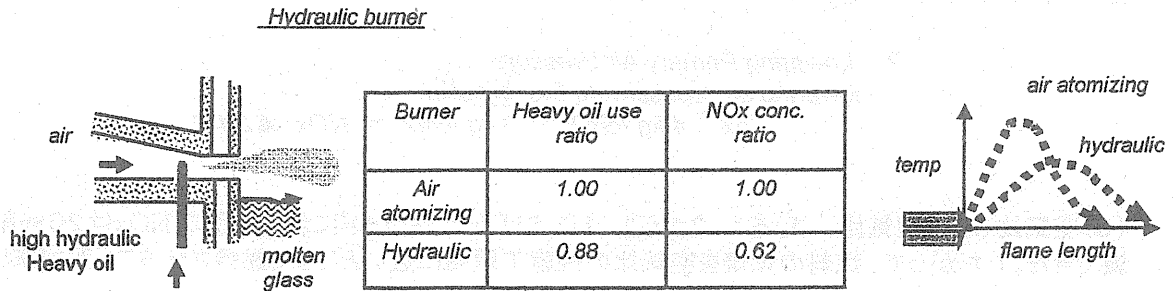 Hydraulic burner
air
high hydraulic
Heavy oil
molten
glass
Burner
Heavy oil use
ratio
NOx conc.
ratio
Air
atomizing
1.00
1.00
Hydraulic
0.88
0.62
air atomizing
hydraulic
temp
flame length